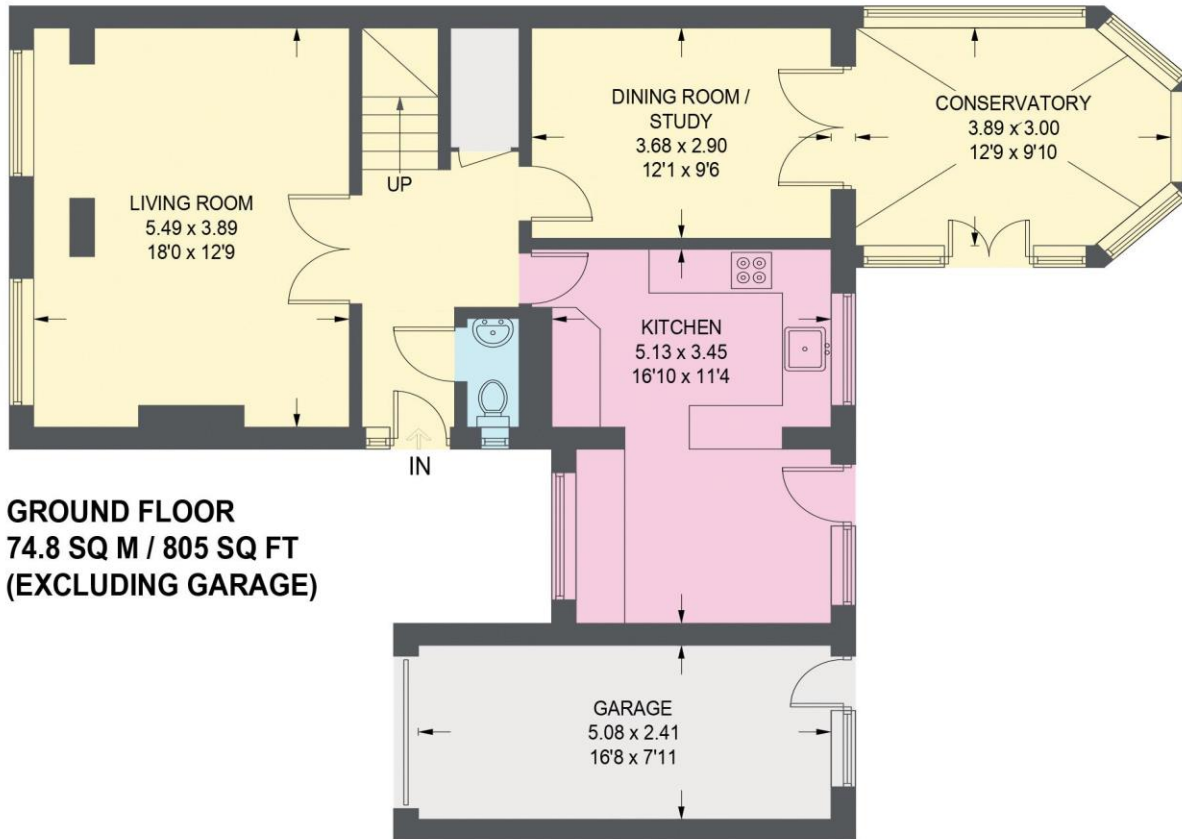 LIVING ROOM
5.49 x 3.89
18'0 x 12'9
UP
DINING ROOM /
STUDY
3.68 x 2.90
12'1 x 9'6
CONSERVATORY
3.89 x 3.00
12'9 x 9'10
KITCHEN
5.13 x 3.45
16'10 x 11'4
IN
GROUND FLOOR
74.8 SQ M / 805 SQ FT
(EXCLUDING GARAGE)
GARAGE
5.08 x 2.41
16'8 x 7'11